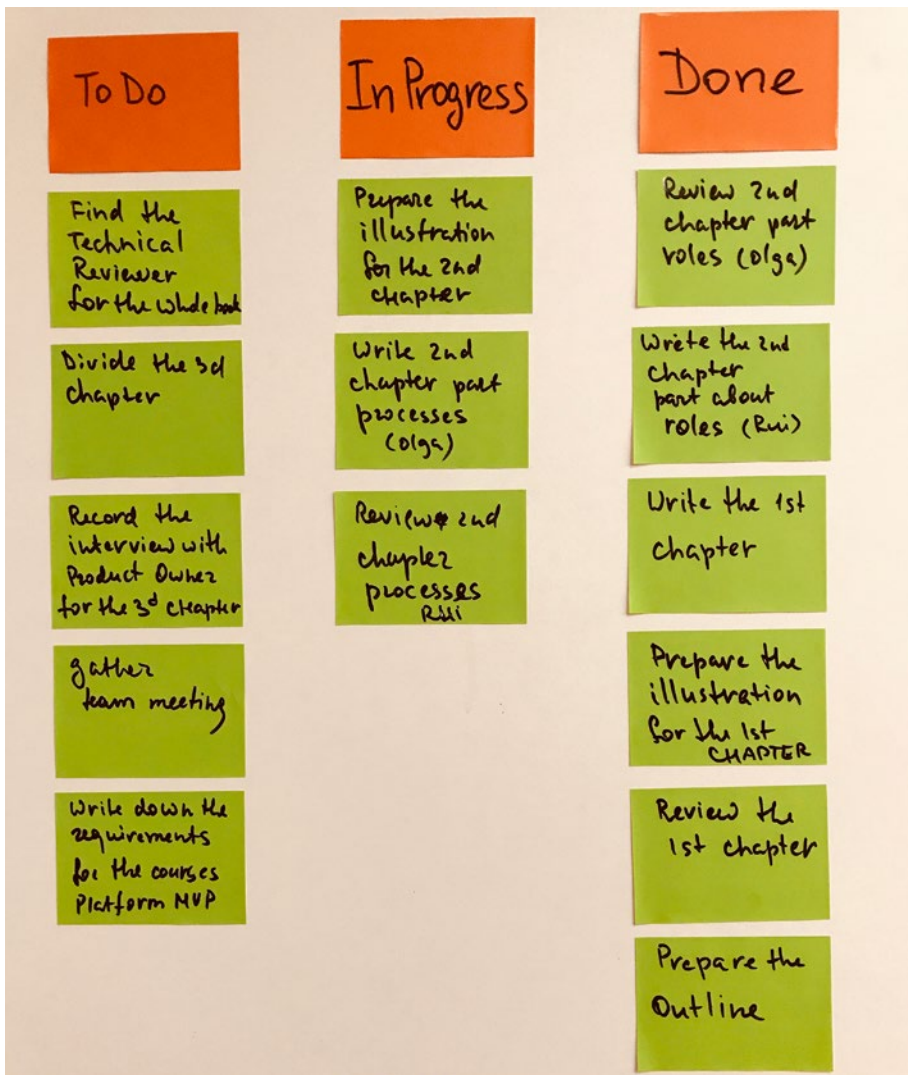 To Do
Find the
Technical
Reviewer
for the whole book
Divide the 3d
chapter
Record the
interview with
Product Owner
for the 3d Chapter
gather
team meeting
Write down the
requirements
for the courses
Platform MVP
In Progress
Prepare the
illustration
for the 2nd
chapter
Write 2nd
chapter part
processes
(Olga)
Review 2nd
chapter
processes
Rui
Done
Review 2nd
chapter part
roles (Olga)
Write the 2nd
chapter
part about
roles (Rui)
Write the 1st
chapter
Prepare the
illustration
for the 1st
CHAPTER
Review the
1st chapter
Prepare the
Outline